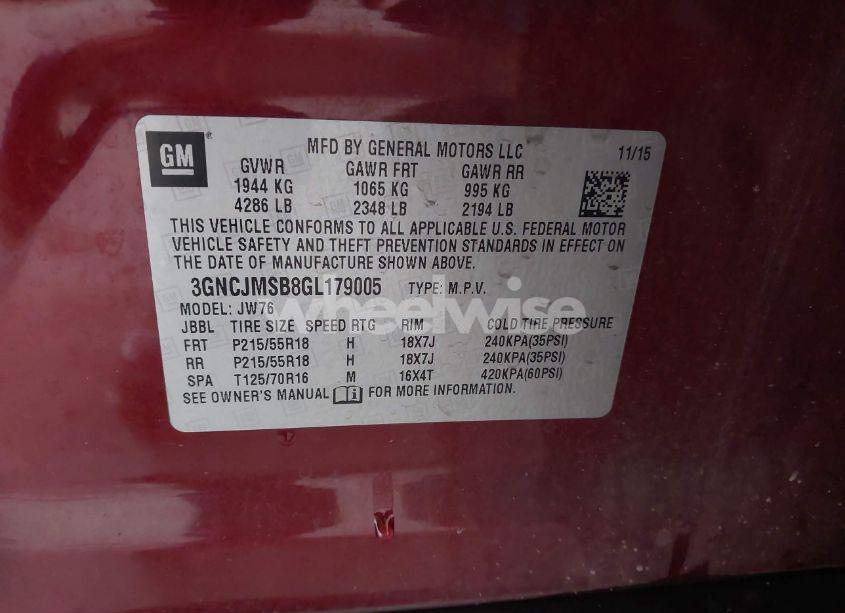 GM
MFD BY GENERAL MOTORS LLC 11/15
GVWR GAWR FRT GAWR RR
1944 KG 1065 KG 995 KG
4286 LB 2348 LB 2194 LB
THIS VEHICLE CONFORMS TO ALL APPLICABLE U.S. FEDERAL MOTOR
VEHICLE SAFETY AND THEFT PREVENTION STANDARDS IN EFFECT ON
THE DATE OF MANUFACTURE SHOWN ABOVE.
3GNCJMSB8GL179005 TYPE: M.P.V.
wheelwise
MODEL: JW76
JBBL TIRE SIZE SPEED RTG RIM COLD TIRE PRESSURE
FRT P215/55R18 H 18X7J 240KPA(35PSI)
RR P215/55R18 H 18X7J 240KPA(35PSI)
SPA T125/70R16 M 16X4T 420KPA(60PSI)
SEE OWNER'S MANUAL FOR MORE INFORMATION.